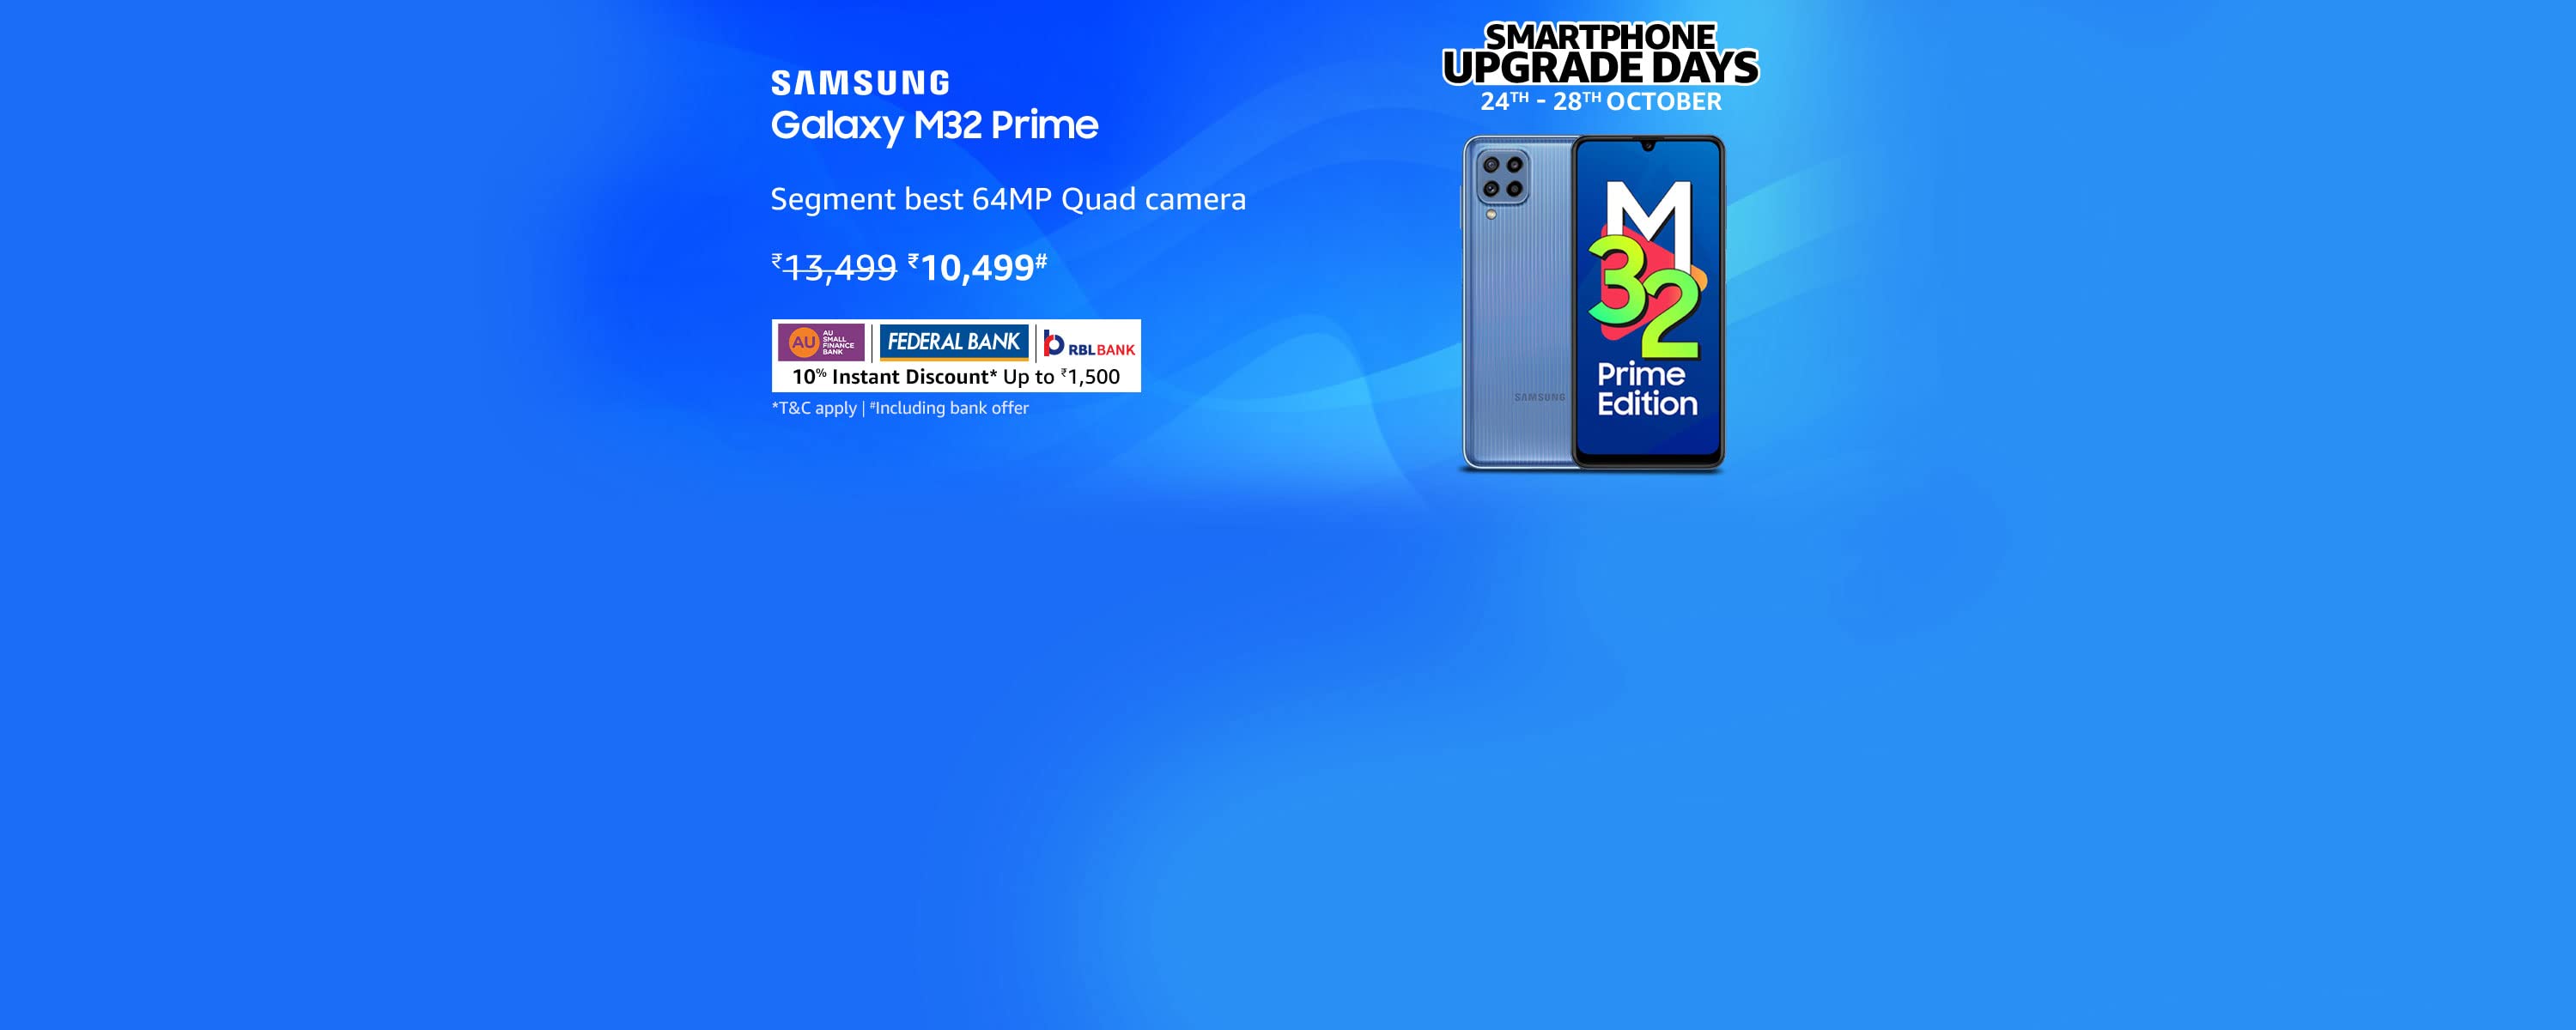 SAMSUNG
Galaxy M32 Prime
Segment best 64MP Quad camera
₹13,499 ₹10,499#
AU
AU
SMALL
FINANCE
BANK
FEDERAL BANK
RBLBANK
10% Instant Discount* Up to ₹1,500
*T&C apply | #Including bank offer
SMARTPHONE
UPGRADE DAYS
24TH - 28TH OCTOBER
SAMSUNG
M
32
Prime
Edition